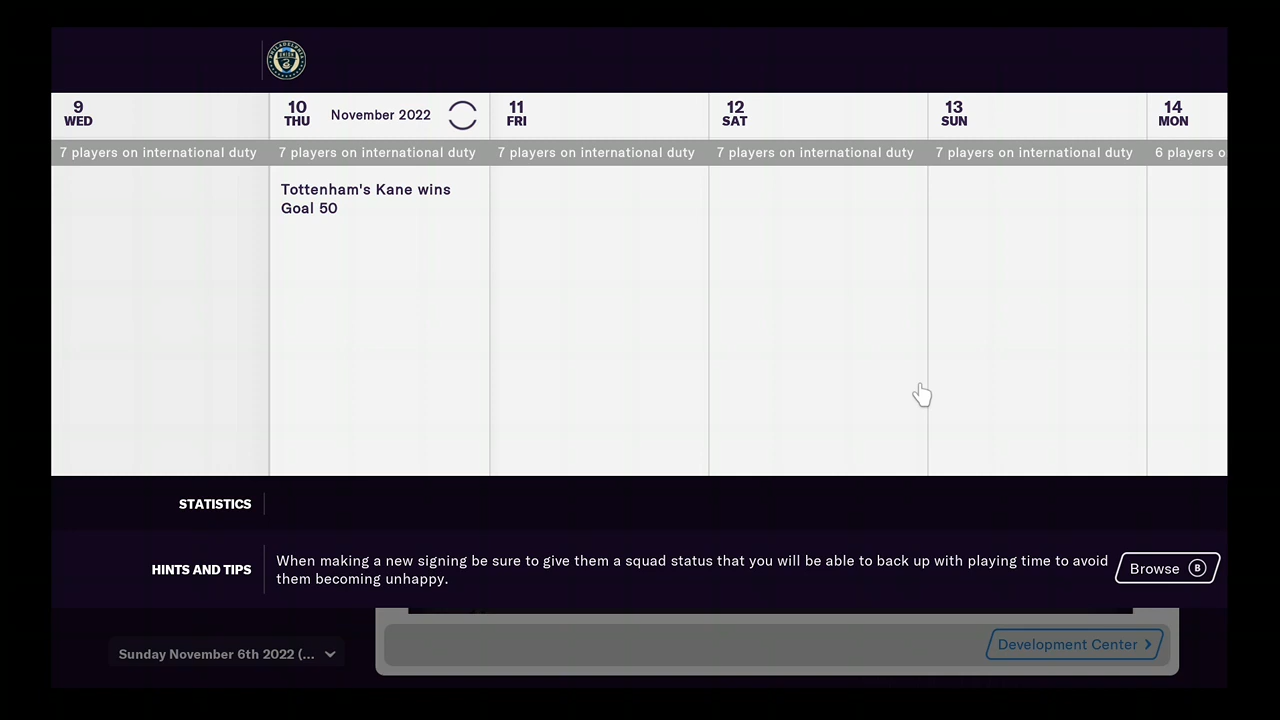 PHILADELPHIA
UNION
9
WED
10
THU
November 2022
11
FRI
12
SAT
13
SUN
14
MON
7 players on international duty
7 players on international duty
7 players on international duty
7 players on international duty
7 players on international duty
6 players o
Tottenham's Kane wins
Goal 50
STATISTICS
HINTS AND TIPS
When making a new signing be sure to give them a squad status that you will be able to back up with playing time to avoid
them becoming unhappy.
Browse B
Sunday November 6th 2022 (...
Development Center